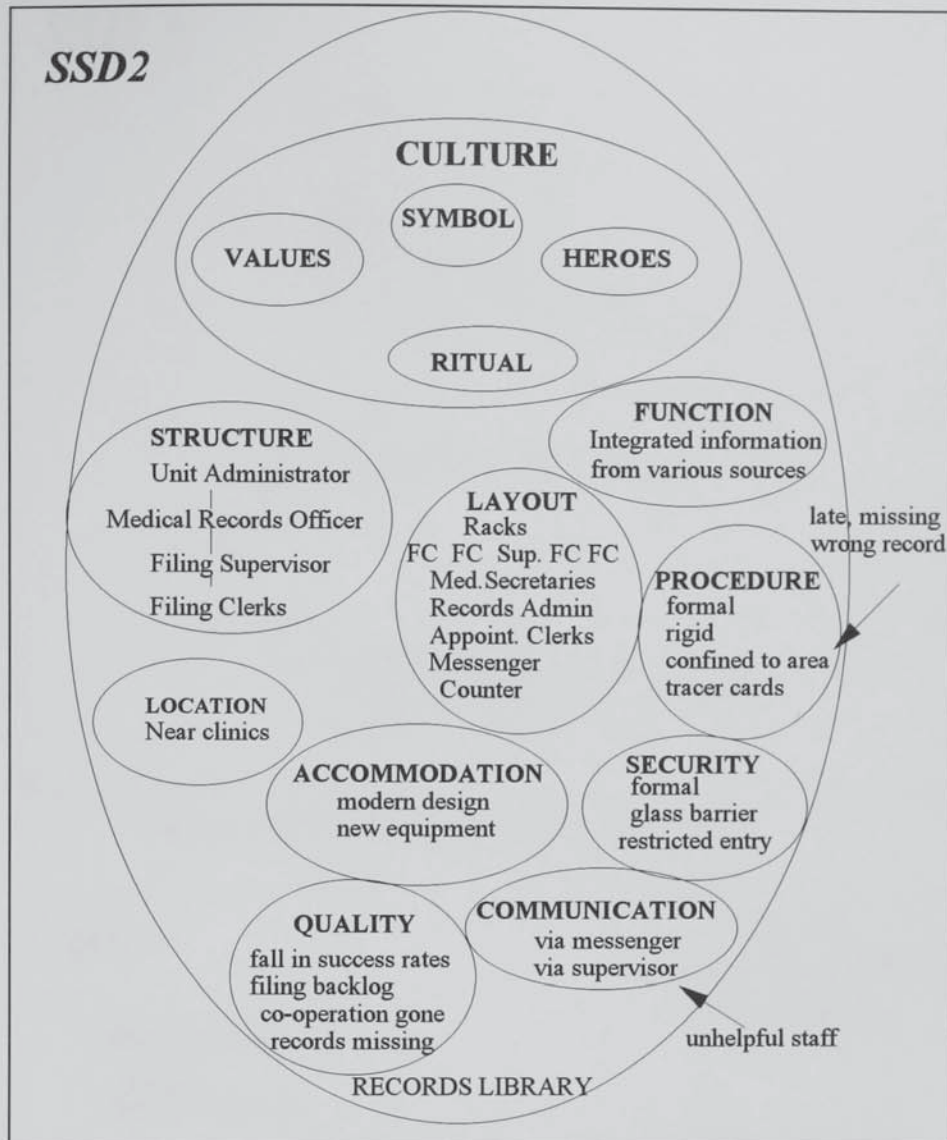 SSD2
CULTURE
SYMBOL
VALUES
HEROES
RITUAL
FUNCTION
Integrated information
from various sources
STRUCTURE
Unit Administrator
Medical Records Officer
Filing Supervisor
Filing Clerks
LAYOUT
Racks
FC FC Sup. FC FC
Med.Secretaries
Records Admin
Appoint. Clerks
Messenger
Counter
late, missing
wrong record
PROCEDURE
formal
rigid
confined to area
tracer cards
LOCATION
Near clinics
ACCOMMODATION
modern design
new equipment
SECURITY
formal
glass barrier
restricted entry
QUALITY
fall in success rates
filing backlog
co-operation gone
records missing
COMMUNICATION
via messenger
via supervisor
unhelpful staff
RECORDS LIBRARY